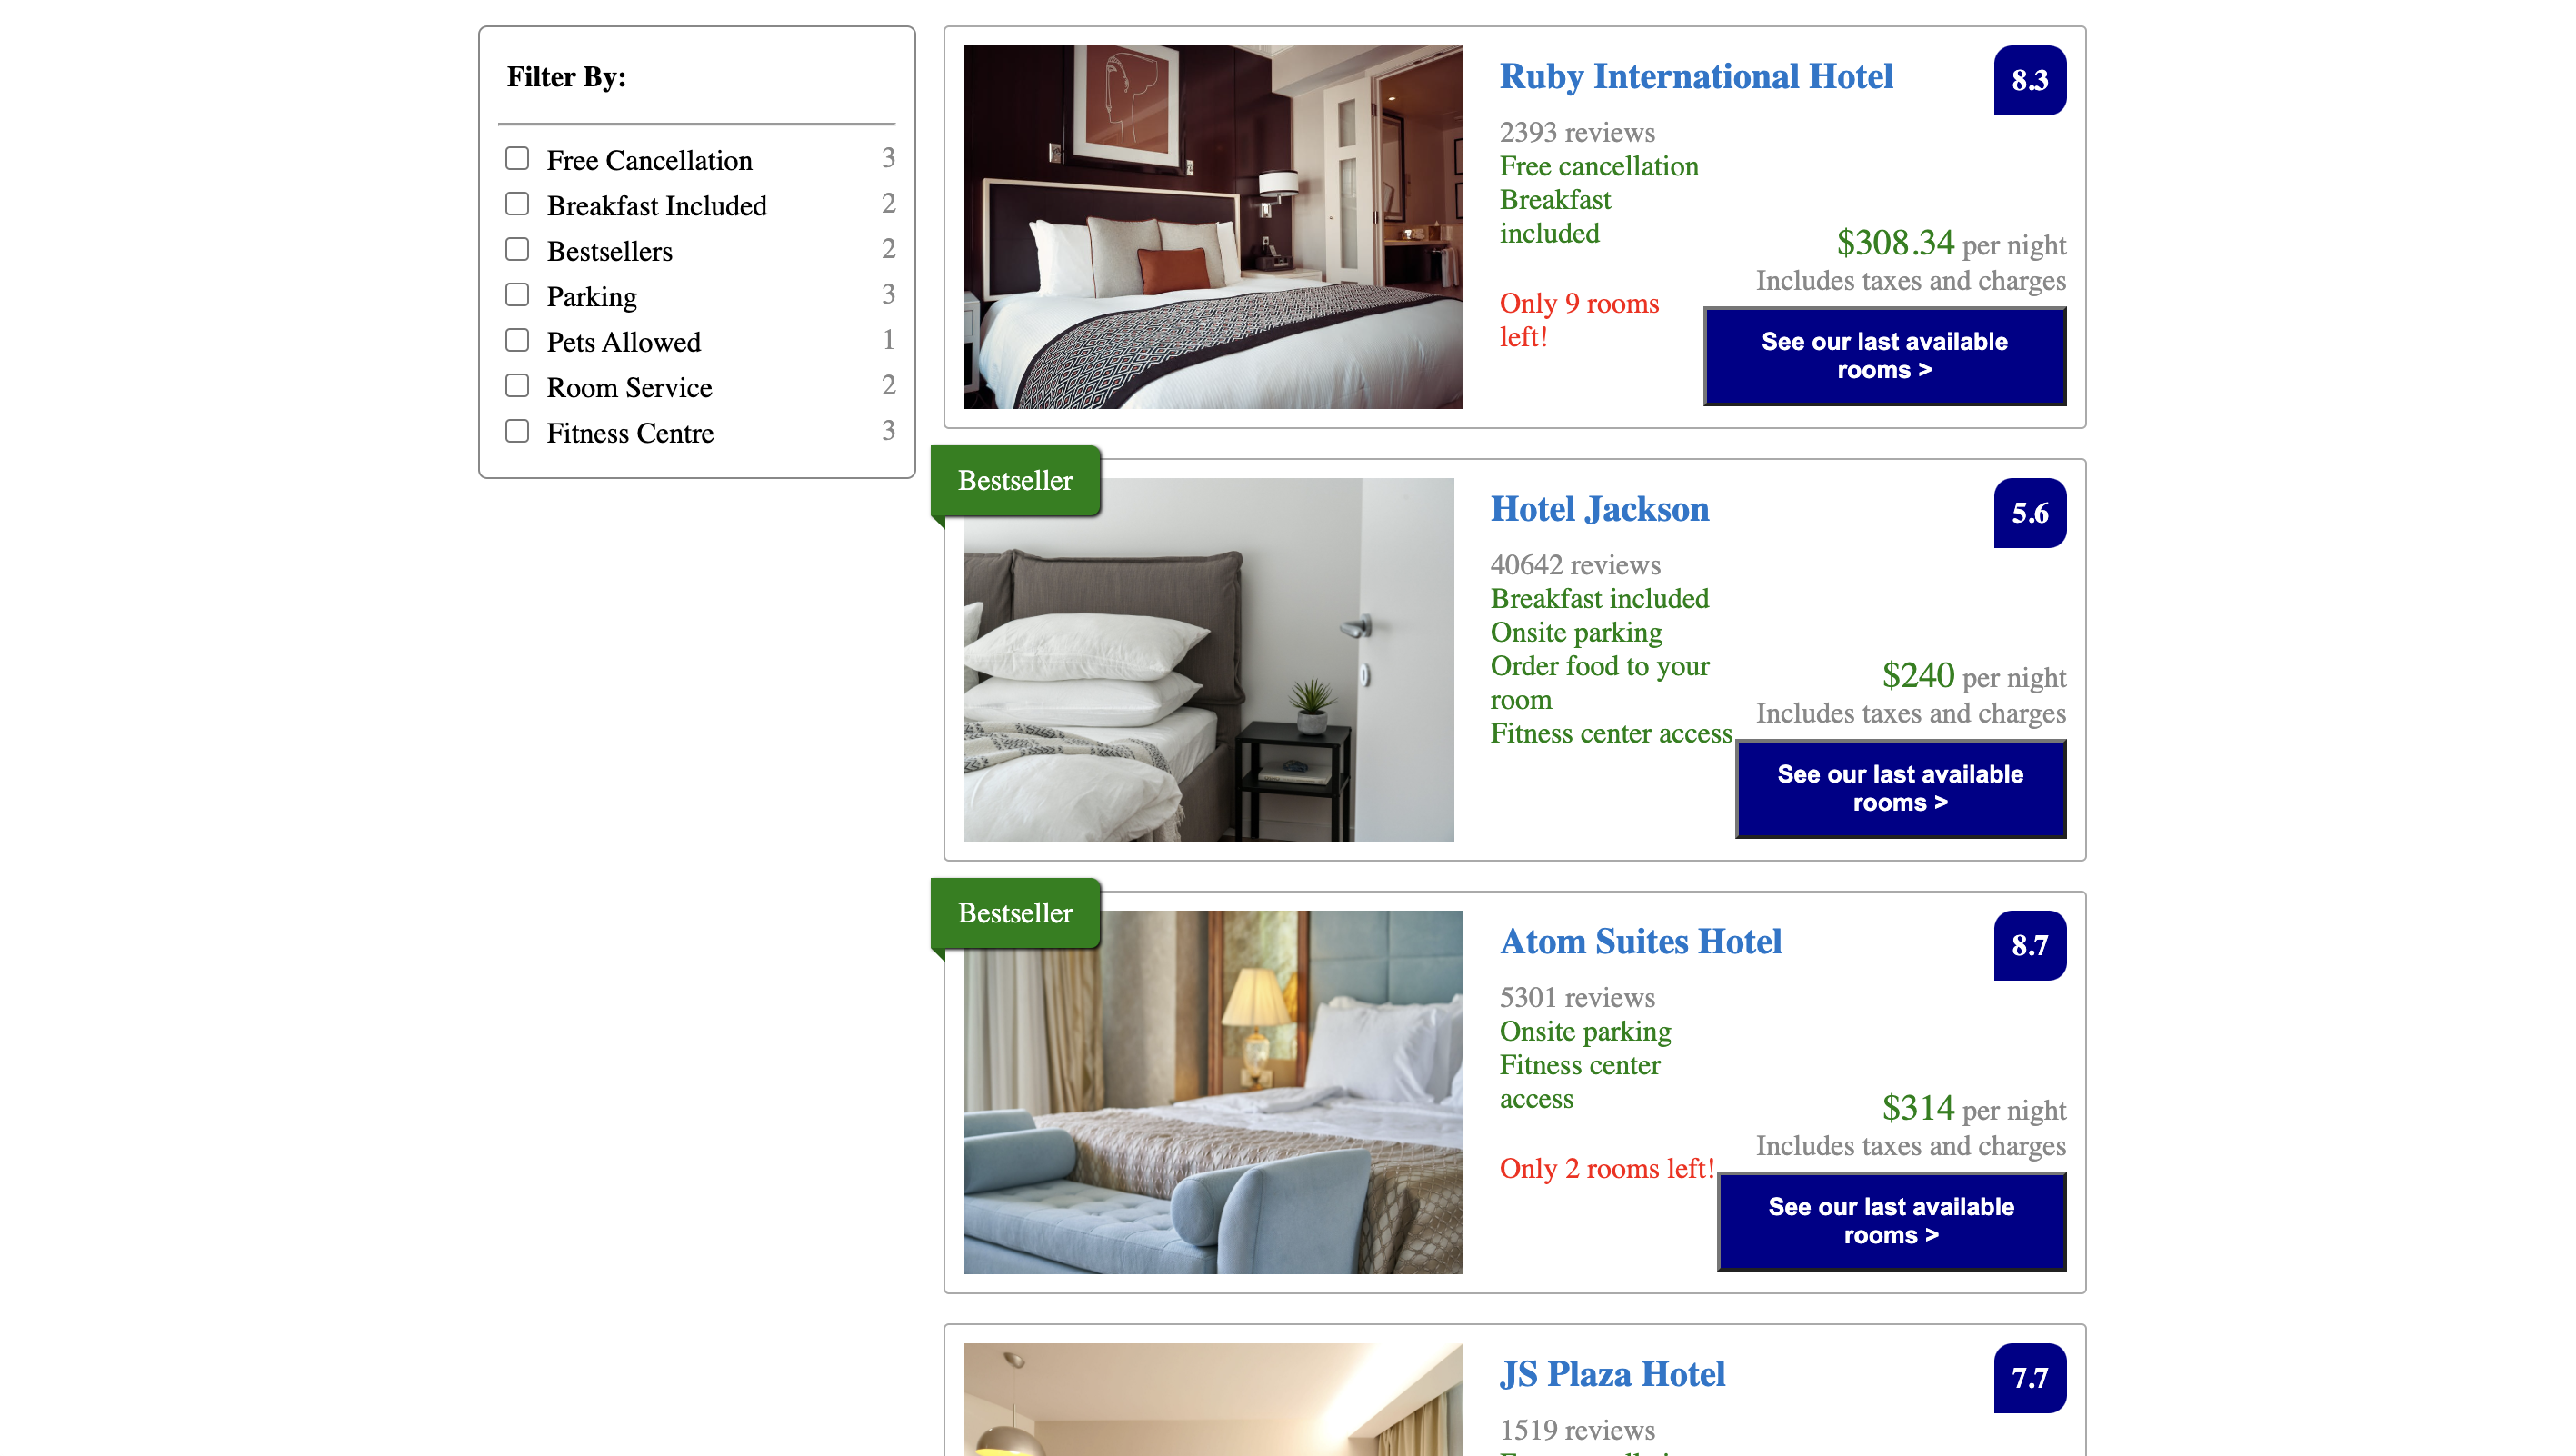 Filter By:
Free Cancellation 3
Breakfast Included 2
Bestsellers 2
Parking 3
Pets Allowed 1
Room Service 2
Fitness Centre 3
Ruby International Hotel
8.3
2393 reviews
Free cancellation
Breakfast
included
Only 9 rooms
left!
$308.34 per night
Includes taxes and charges
See our last available
rooms >
Bestseller
Hotel Jackson
5.6
40642 reviews
Breakfast included
Onsite parking
Order food to your
room
Fitness center access
$240 per night
Includes taxes and charges
See our last available
rooms >
Bestseller
Atom Suites Hotel
8.7
5301 reviews
Onsite parking
Fitness center
access
Only 2 rooms left!
$314 per night
Includes taxes and charges
See our last available
rooms >
JS Plaza Hotel
7.7
1519 reviews